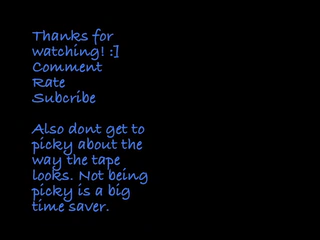 Thanks for
watching! :]
Comment
Rate
Subcribe
Also dont get to
picky about the
way the tape
looks. Not being
picky is a big
time saver.